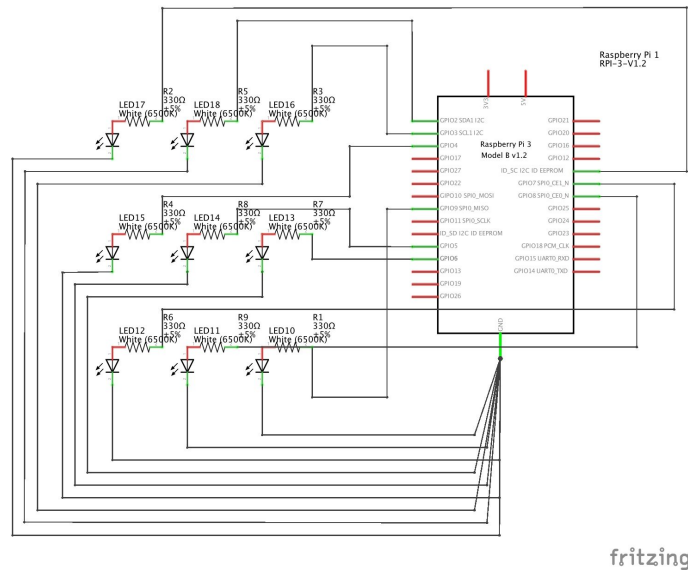 Raspberry Pi 1
RPI-3-V1.2
R2
330Ω
±5%
LED17
White (6500K)
R5
330Ω
±5%
LED18
White (6500K)
R3
330Ω
±5%
LED16
White (6500K)
R4
330Ω
±5%
LED15
White (6500K)
R8
330Ω
±5%
LED14
White (6500K)
R7
330Ω
±5%
LED13
White (6500K)
R6
330Ω
±5%
LED12
White (6500K)
R9
330Ω
±5%
LED11
White (6500K)
R1
330Ω
±5%
LED10
White (6500K)
3V3
5V
Raspberry Pi 3
Model B v1.2
GPIO2 SDA1 I2C
GPIO3 SCL1 I2C
GPIO4
GPIO17
GPIO27
GPIO22
GPIO10 SPI0_MOSI
GPIO9 SPI0_MISO
GPIO11 SPI0_SCLK
ID_SD I2C ID EEPROM
GPIO5
GPIO6
GPIO13
GPIO19
GPIO26
GPIO21
GPIO20
GPIO16
GPIO12
ID_SC I2C ID EEPROM
GPIO7 SPI0_CE1_N
GPIO8 SPI0_CE0_N
GPIO25
GPIO24
GPIO23
GPIO18 PCM_CLK
GPIO15 UART0_RXD
GPIO14 UART0_TXD
GND
fritzing